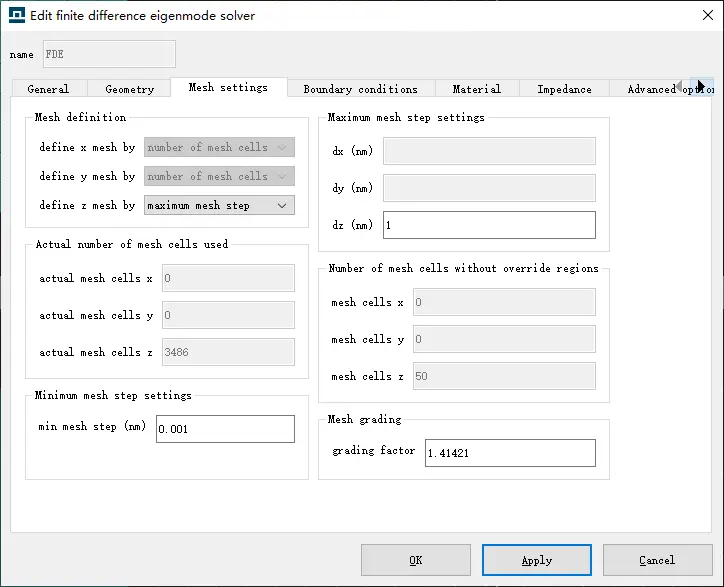 Edit finite difference eigenmode solver
name FDE
General Geometry Mesh settings Boundary conditions Material Impedance Advanced option
Mesh definition
define x mesh by number of mesh cells
define y mesh by number of mesh cells
define z mesh by maximum mesh step
Actual number of mesh cells used
actual mesh cells x 0
actual mesh cells y 0
actual mesh cells z 3486
Minimum mesh step settings
min mesh step (nm) 0.001
Maximum mesh step settings
dx (nm)
dy (nm)
dz (nm) 1
Number of mesh cells without override regions
mesh cells x 0
mesh cells y 0
mesh cells z 50
Mesh grading
grading factor 1.41421
OK Apply Cancel